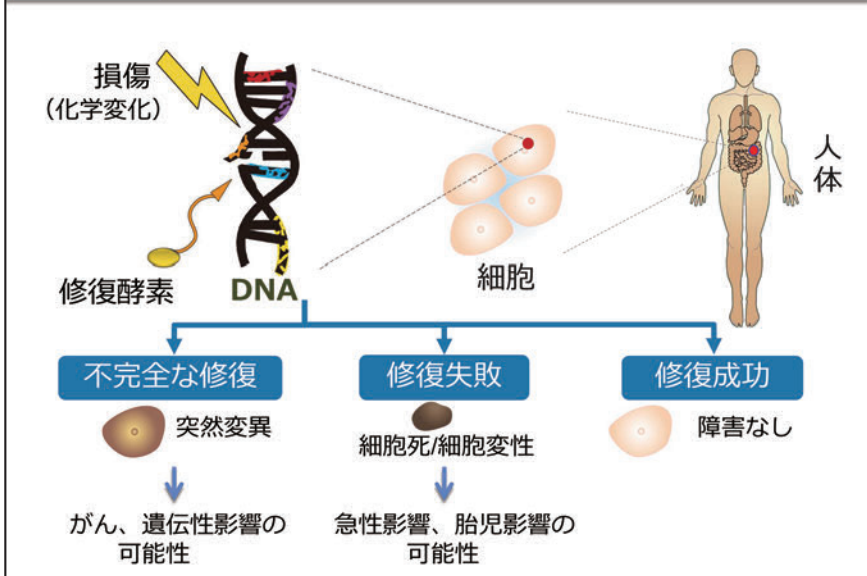 損傷
（化学変化）
修復酵素
DNA
細胞
人体
不完全な修復
修復失敗
修復成功
突然変異
細胞死/細胞変性
障害なし
がん、遺伝性影響の
可能性
急性影響、胎児影響の
可能性